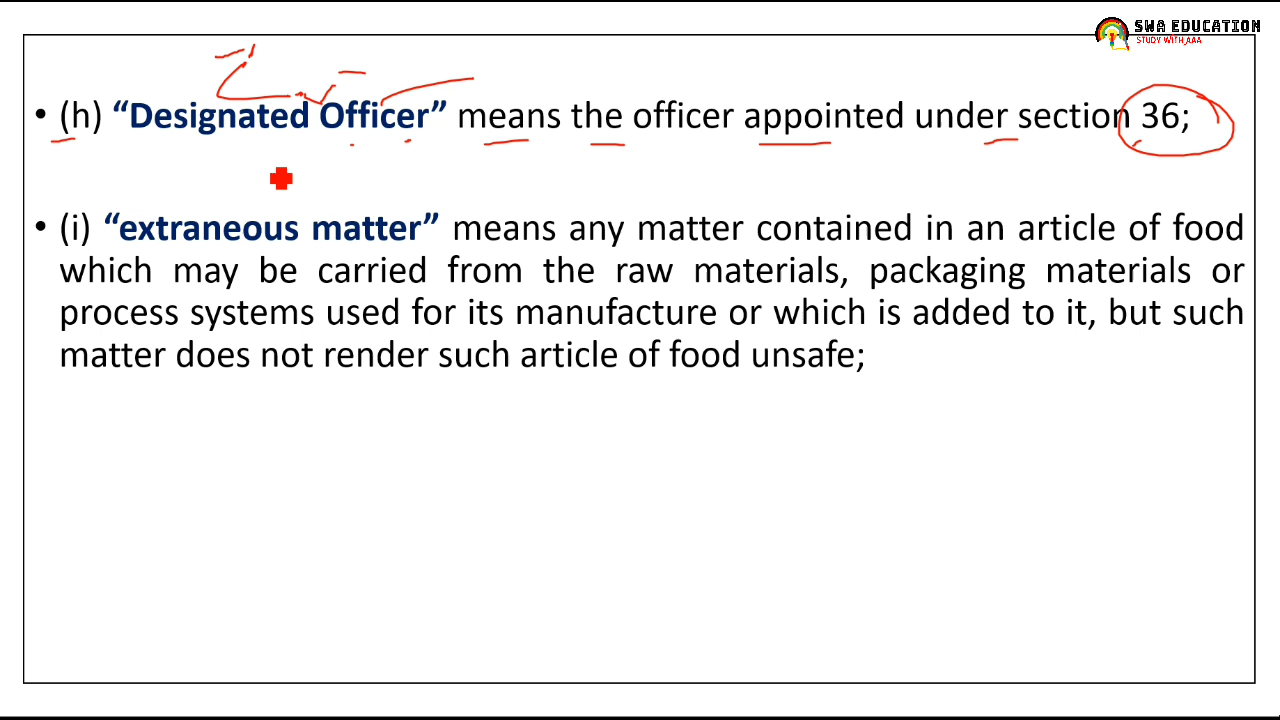 SWA EDUCATION
STUDY WITH AAA
• (h) “Designated Officer” means the officer appointed under section 36;
• (i) “extraneous matter” means any matter contained in an article of food
which may be carried from the raw materials, packaging materials or
process systems used for its manufacture or which is added to it, but such
matter does not render such article of food unsafe;